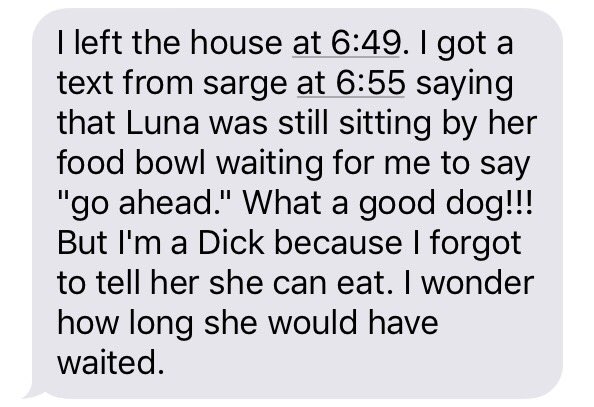 I left the house at 6:49. I got a
text from sarge at 6:55 saying
that Luna was still sitting by her
food bowl waiting for me to say
"go ahead." What a good dog!!!
But I'm a Dick because I forgot
to tell her she can eat. I wonder
how long she would have
waited.